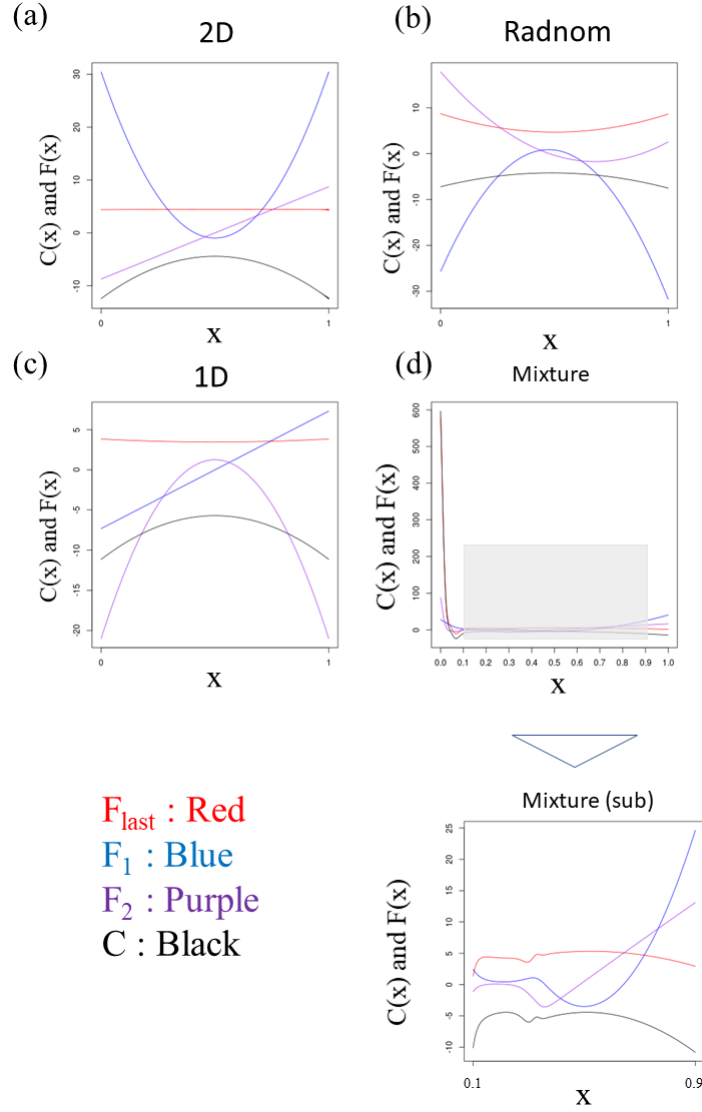 (a)
2D
C(x) and F(x)
30
20
10
0
-10
0
1
x
(b)
Radnom
C(x) and F(x)
10
0
-10
-20
-30
0
1
x
(c)
1D
C(x) and F(x)
5
0
-5
-10
-15
-20
0
1
x
(d)
Mixture
C(x) and F(x)
600
500
400
300
200
100
0
0.0 0.1 0.2 0.3 0.4 0.5 0.6 0.7 0.8 0.9 1.0
x
F_last : Red
F_1 : Blue
F_2 : Purple
C : Black
Mixture (sub)
C(x) and F(x)
25
20
15
10
5
0
-5
-10
0.1
0.9
x